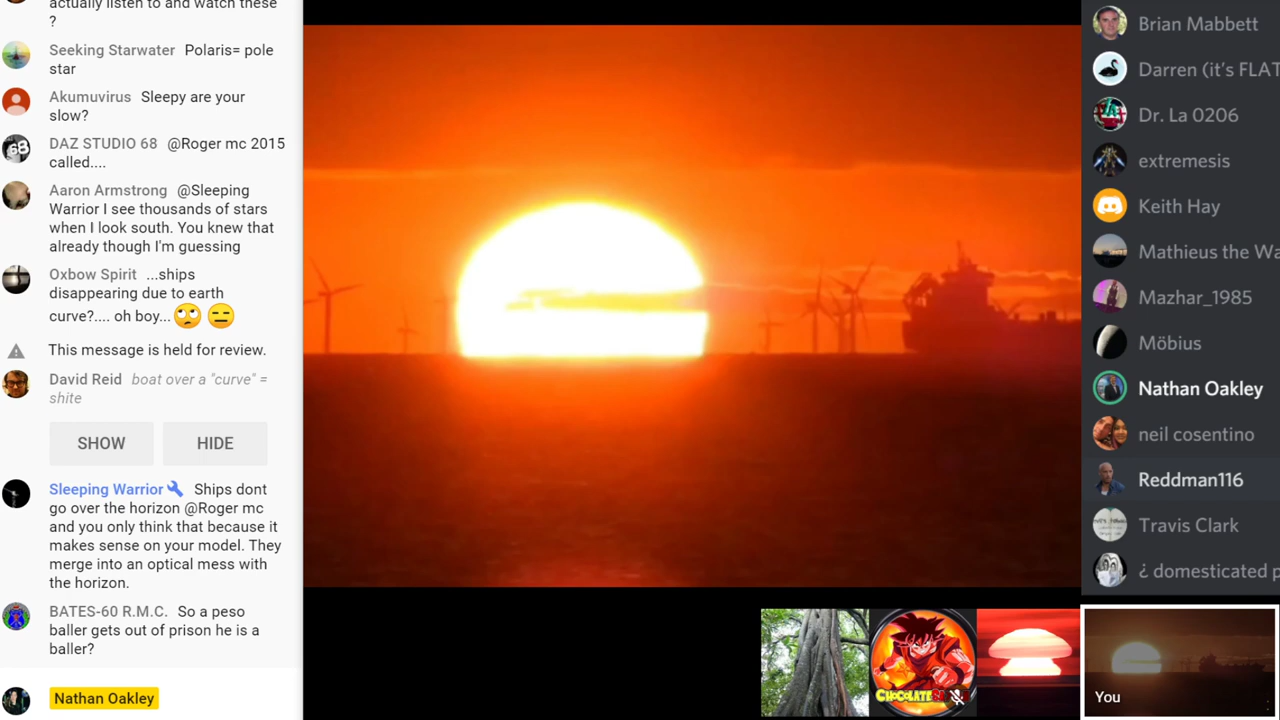 actually listen to and watch these
?
Seeking Starwater Polaris= pole
star
Akumuvirus Sleepy are your
slow?
DAZ STUDIO 68 @Roger mc 2015
called....
Aaron Armstrong @Sleeping
Warrior I see thousands of stars
when I look south. You knew that
already though I'm guessing
Oxbow Spirit ...ships
disappearing due to earth
curve?.... oh boy...🙄 😑
This message is held for review.
David Reid boat over a "curve" =
shite
SHOW HIDE
Sleeping Warrior Ships dont
go over the horizon @Roger mc
and you only think that because it
makes sense on your model. They
merge into an optical mess with
the horizon.
BATES-60 R.M.C. So a peso
baller gets out of prison he is a
baller?
Nathan Oakley
Brian Mabbett
Darren (it's FLAT
Dr. La 0206
extremesis
Keith Hay
Mathieus the Wa
Mazhar_1985
Möbius
Nathan Oakley
neil cosentino
Reddman116
Travis Clark
¿ domesticated p
68
You